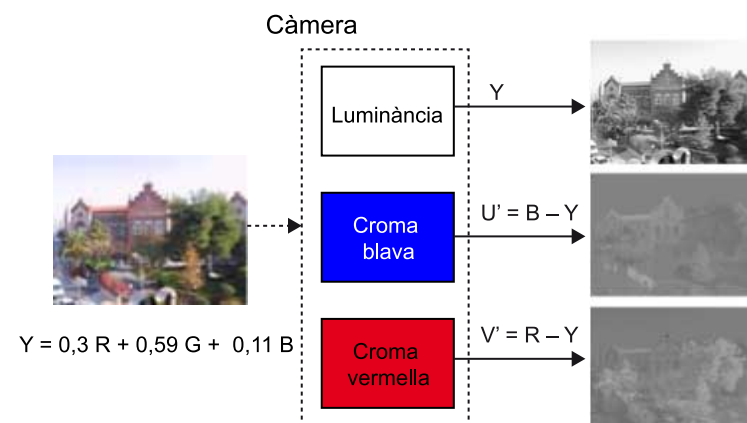 Càmera
Luminància
Y
Croma
blava
U’ = B – Y
Y = 0,3 R + 0,59 G + 0,11 B
Croma
vermella
V’ = R – Y